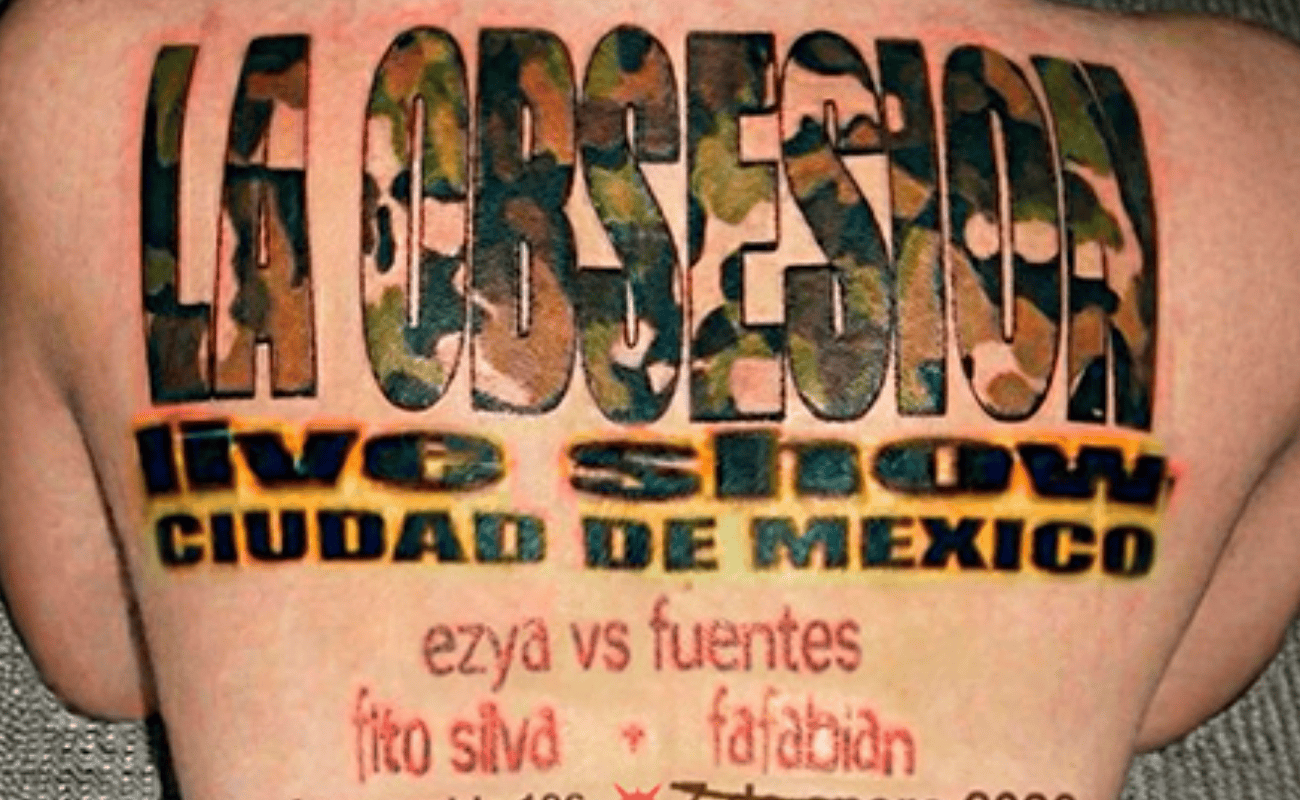 LA OBSESION
live show
CIUDAD DE MEXICO
ezya vs fuentes
fito silva + fafabian